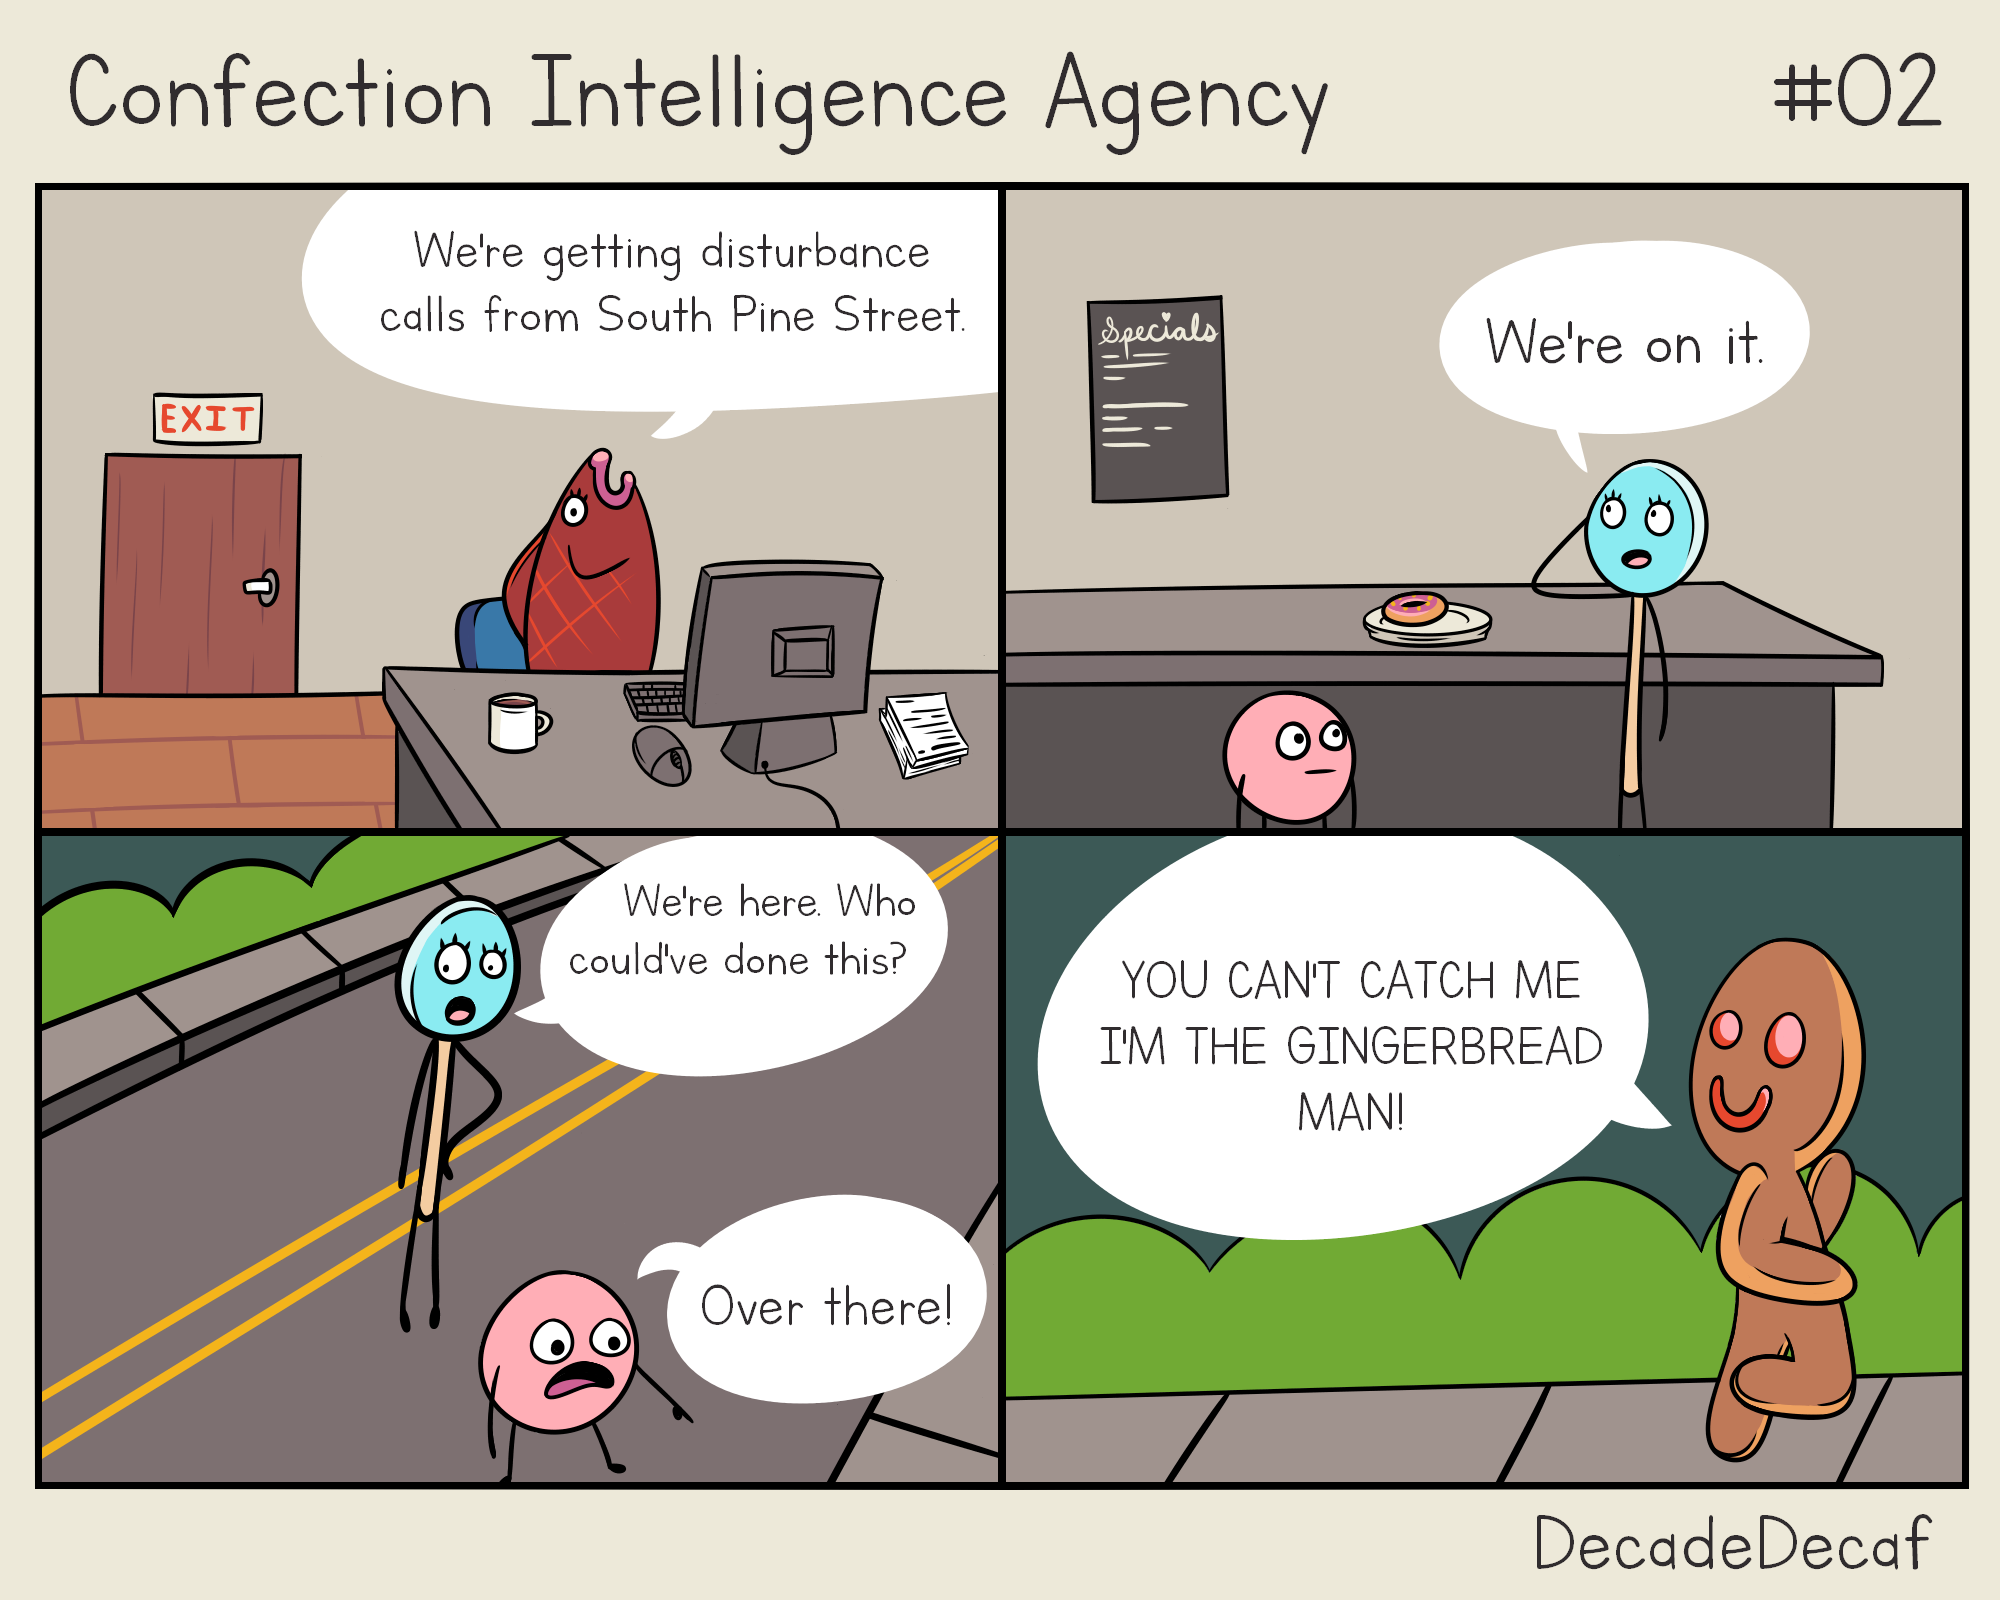 Confection Intelligence Agency
#02
We're getting disturbance
calls from South Pine Street.
EXIT
Specials
We're on it.
We're here. Who
could've done this?
Over there!
YOU CAN'T CATCH ME
I'M THE GINGERBREAD
MAN!
DecadeDecaf